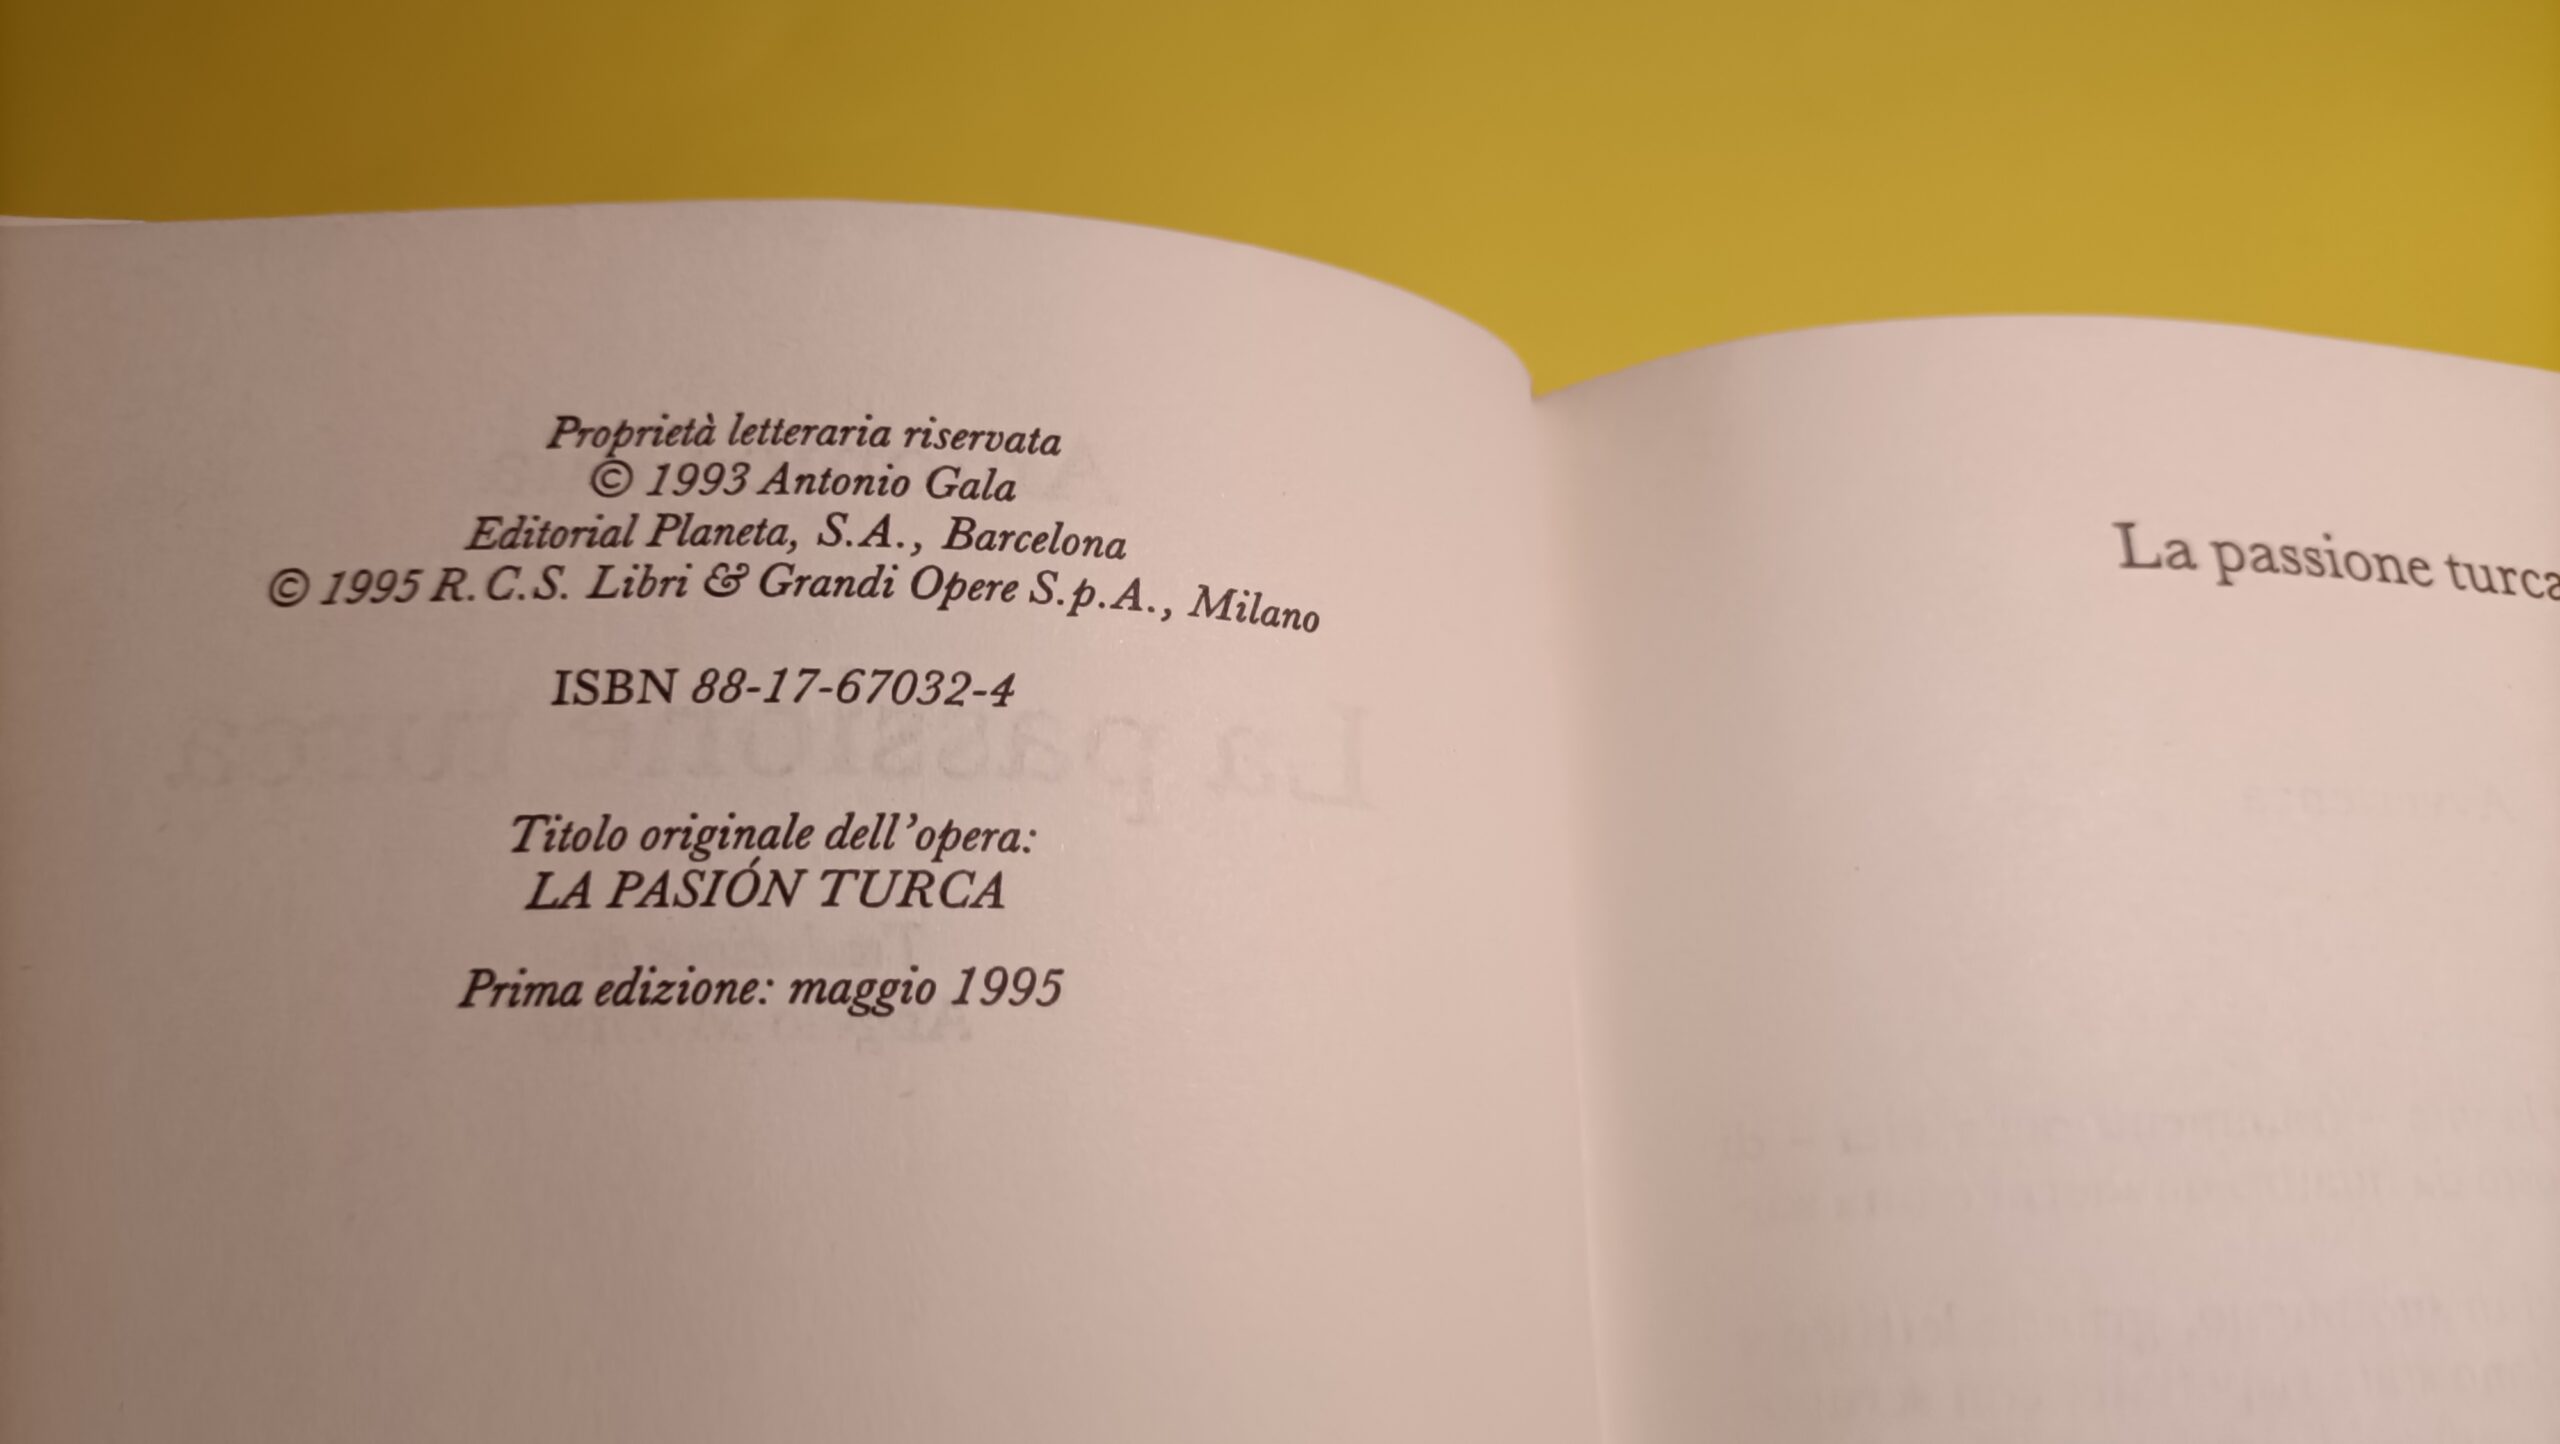 Proprietà letteraria riservata
© 1993 Antonio Gala
Editorial Planeta, S.A., Barcelona
© 1995 R.C.S. Libri & Grandi Opere S.p.A., Milano
ISBN 88-17-67032-4
Titolo originale dell'opera:
LA PASIÓN TURCA
Prima edizione: maggio 1995
La passione turca